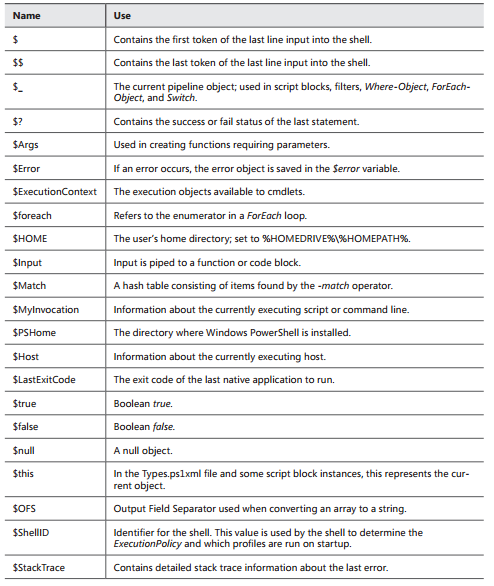 Name Use
$ Contains the first token of the last line input into the shell.
$$ Contains the last token of the last line input into the shell.
$_ The current pipeline object; used in script blocks, filters, Where-Object, ForEach-
Object, and Switch.
$? Contains the success or fail status of the last statement.
$Args Used in creating functions requiring parameters.
$Error If an error occurs, the error object is saved in the $error variable.
$ExecutionContext The execution objects available to cmdlets.
$foreach Refers to the enumerator in a ForEach loop.
$HOME The user's home directory; set to %HOMEDRIVE%\%HOMEPATH%.
$Input Input is piped to a function or code block.
$Match A hash table consisting of items found by the -match operator.
$MyInvocation Information about the currently executing script or command line.
$PSHome The directory where Windows PowerShell is installed.
$Host Information about the currently executing host.
$LastExitCode The exit code of the last native application to run.
$true Boolean true.
$false Boolean false.
$null A null object.
$this In the Types.ps1xml file and some script block instances, this represents the cur-
rent object.
$OFS Output Field Separator used when converting an array to a string.
$ShellID Identifier for the shell. This value is used by the shell to determine the
ExecutionPolicy and which profiles are run on startup.
$StackTrace Contains detailed stack trace information about the last error.